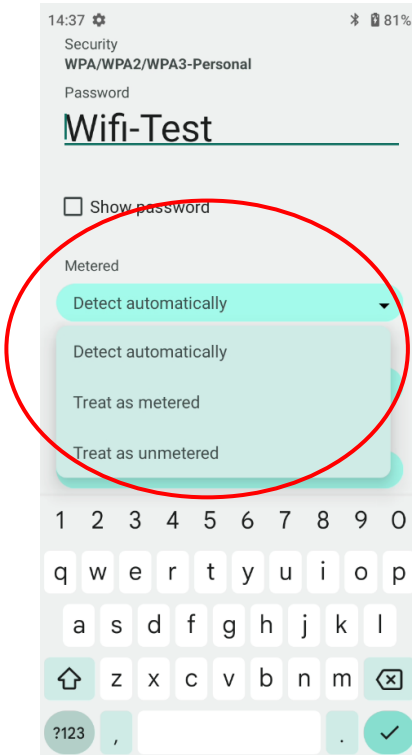 14:37 81%
Security
WPA/WPA2/WPA3-Personal
Password
Wifi-Test
Show password
Metered
Detect automatically
Detect automatically
Treat as metered
Treat as unmetered
1 2 3 4 5 6 7 8 9 0
q w e r t y u i o p
a s d f g h j k l
z x c v b n m
?123 , .